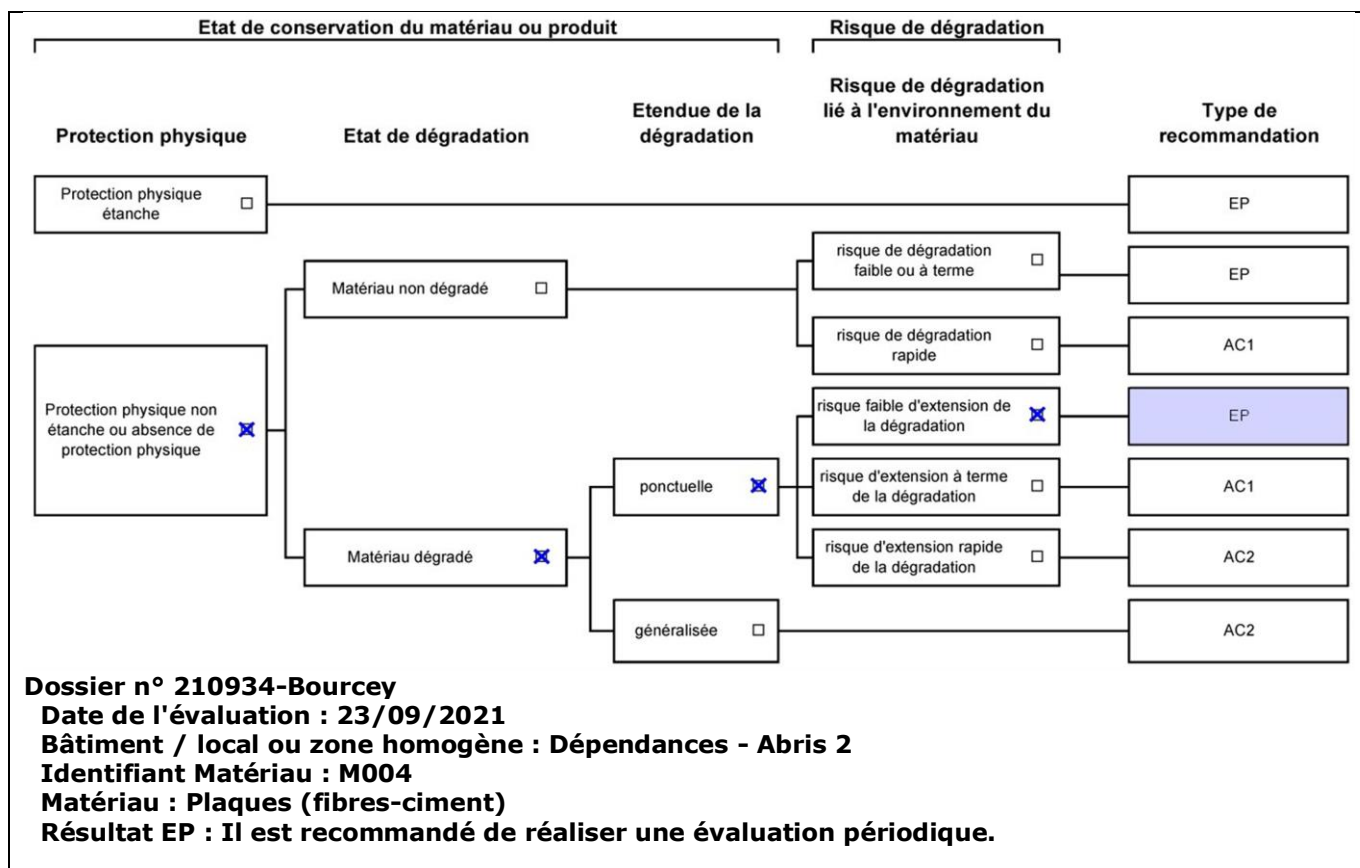 Etat de conservation du matériau ou produit
Risque de dégradation
Protection physique
Etat de dégradation
Etendue de la
dégradation
Risque de dégradation
lié à l'environnement du
matériau
Type de
recommandation
Protection physique
étanche
EP
Matériau non dégradé
risque de dégradation
faible ou à terme
EP
risque de dégradation
rapide
AC1
Protection physique non
étanche ou absence de
protection physique
risque faible d'extension de
la dégradation
EP
ponctuelle
risque d'extension à terme
de la dégradation
AC1
Matériau dégradé
risque d'extension rapide
de la dégradation
AC2
généralisée
AC2
Dossier n° 210934-Bourcey
Date de l'évaluation : 23/09/2021
Bâtiment / local ou zone homogène : Dépendances - Abris 2
Identifiant Matériau : M004
Matériau : Plaques (fibres-ciment)
Résultat EP : Il est recommandé de réaliser une évaluation périodique.